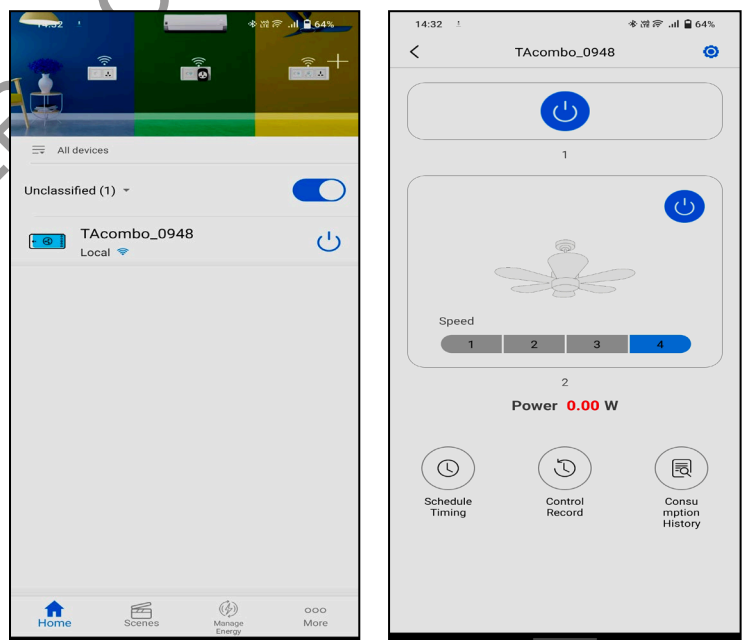 14:32
64%
All devices
Unclassified (1)
TAcombo_0948
Local
Home
Scenes
Manage
Energy
More
14:32
64%
TAcombo_0948
1
Speed
1 2 3 4
2
Power 0.00 W
Schedule
Timing
Control
Record
Consu
mption
History